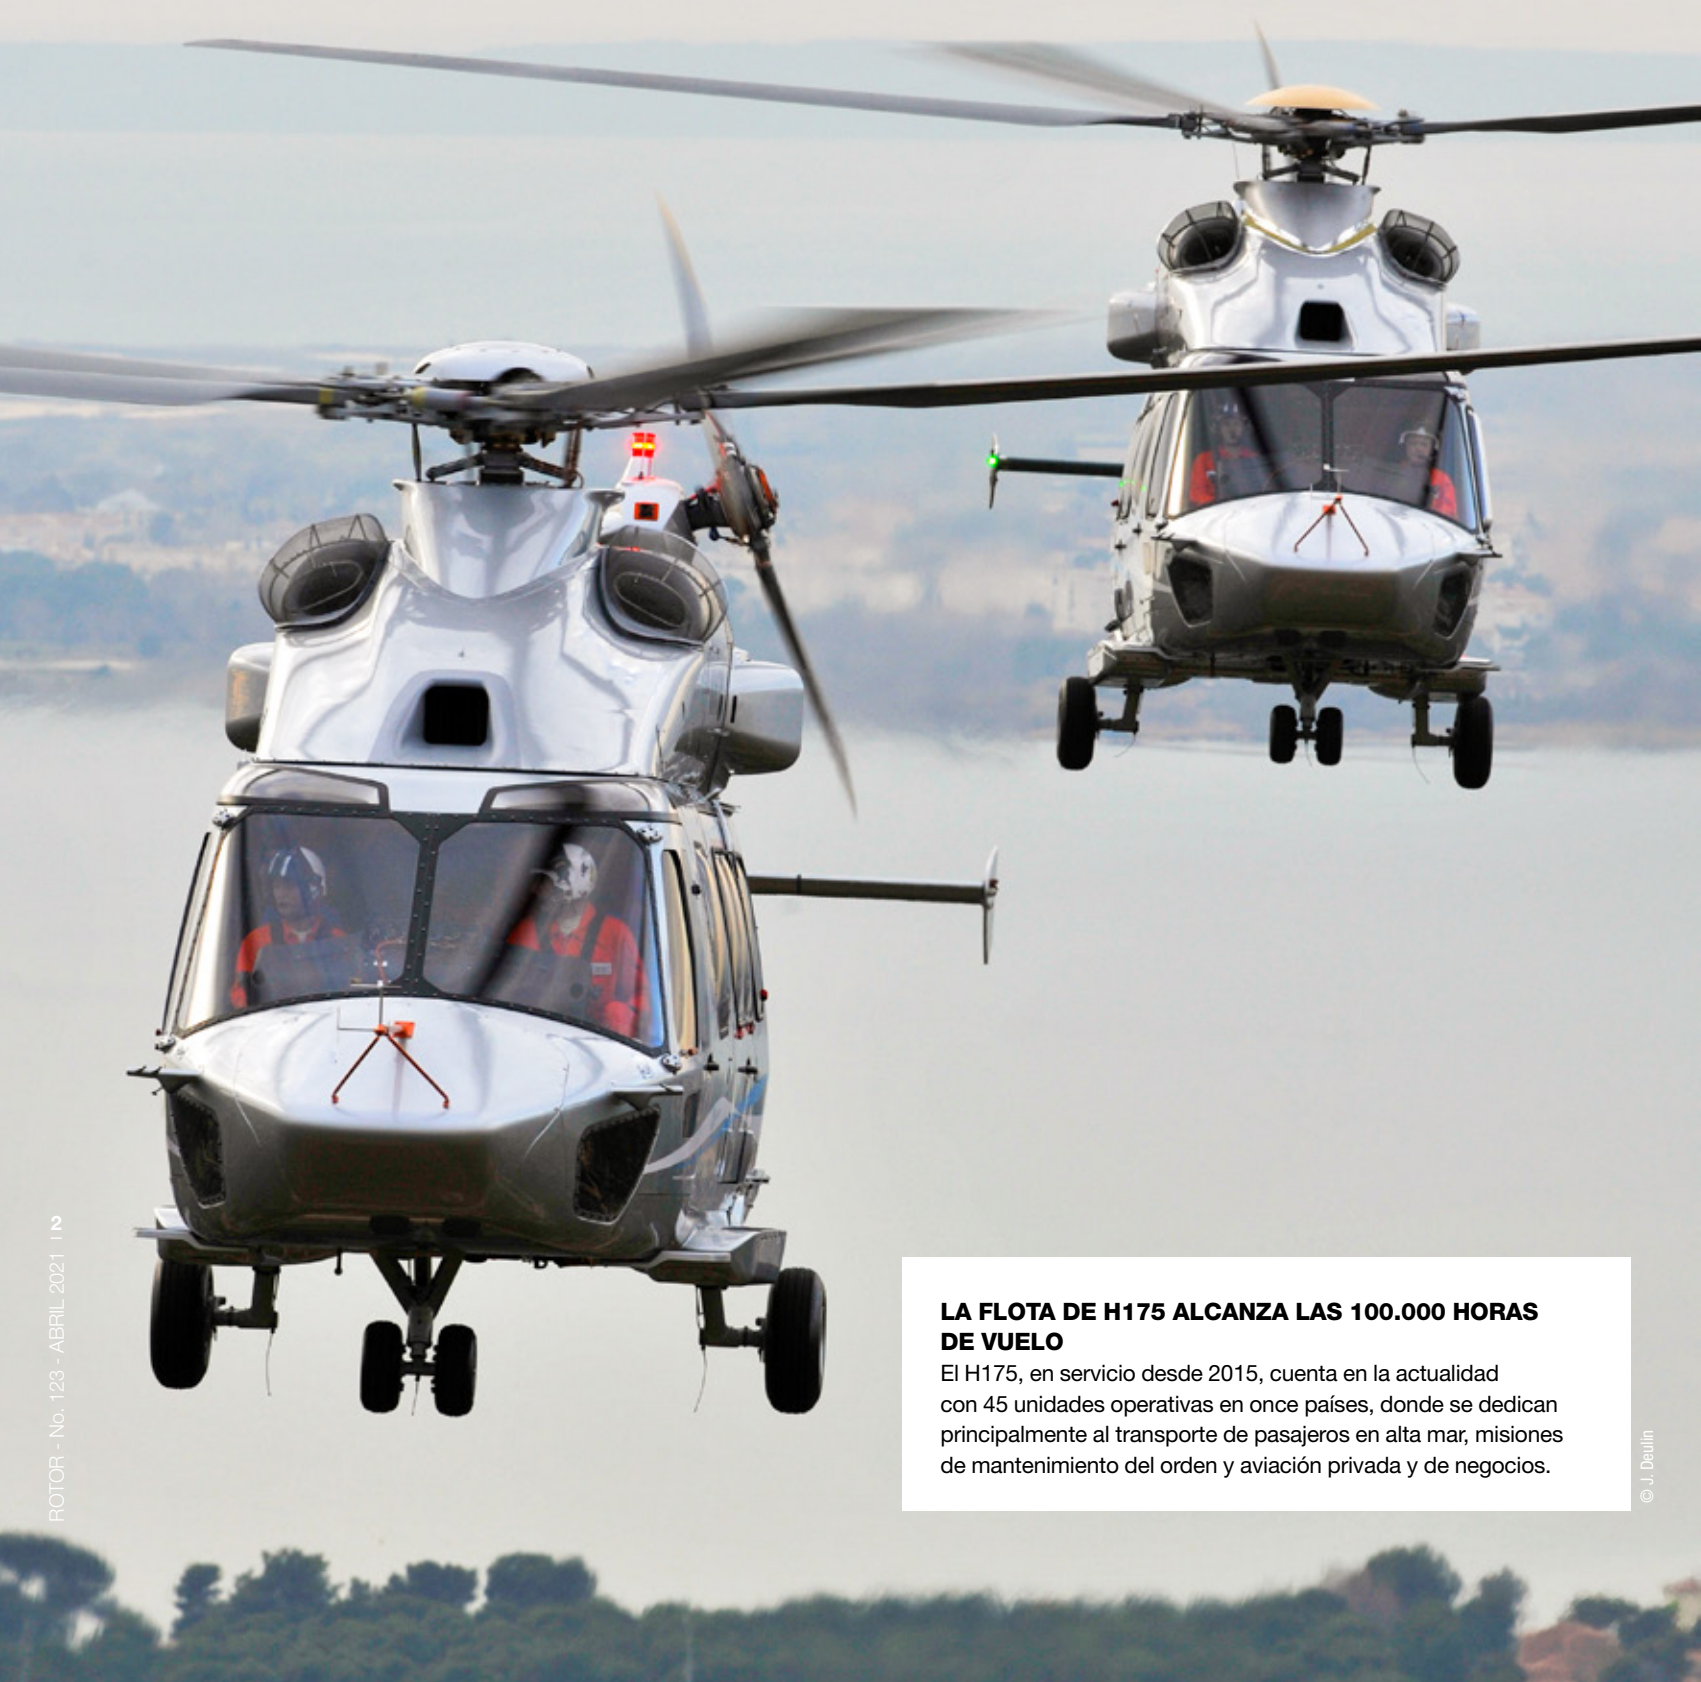 LA FLOTA DE H175 ALCANZA LAS 100.000 HORAS
DE VUELO
El H175, en servicio desde 2015, cuenta en la actualidad
con 45 unidades operativas en once países, donde se dedican
principalmente al transporte de pasajeros en alta mar, misiones
de mantenimiento del orden y aviación privada y de negocios.
ROTOR - No. 123 - ABRIL 2021 I 2
© J. Deulin